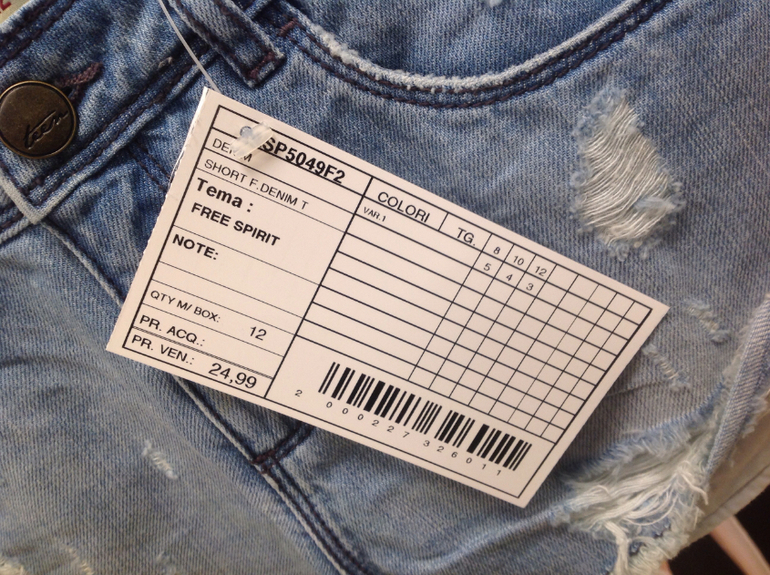 SP5049F2
DENIM
SHORT F.DENIM T
Tema :
FREE SPIRIT
NOTE:
QTY M/ BOX: 12
PR. ACQ.:
PR. VEN.: 24,99
COLORI TG. 8 10 12
VAR.1 5 4 3
2 000227 326011